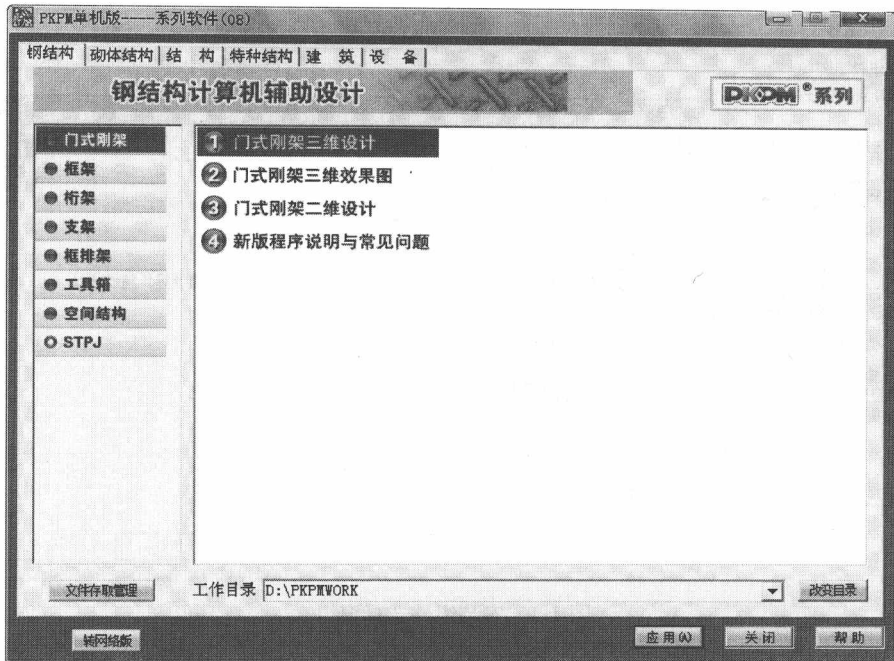 PKPM单机版----系列软件(08)
钢结构 砌体结构 结 构 特种结构 建 筑 设 备
钢结构计算机辅助设计
PKPM®系列
门式刚架
框架
桁架
支架
框排架
工具箱
空间结构
STPJ
1 门式刚架三维设计
2 门式刚架三维效果图
3 门式刚架二维设计
4 新版程序说明与常见问题
文件存取管理 工作目录 D:\PKPMWORK 改变目录
转网络版 应用(A) 关闭 帮助